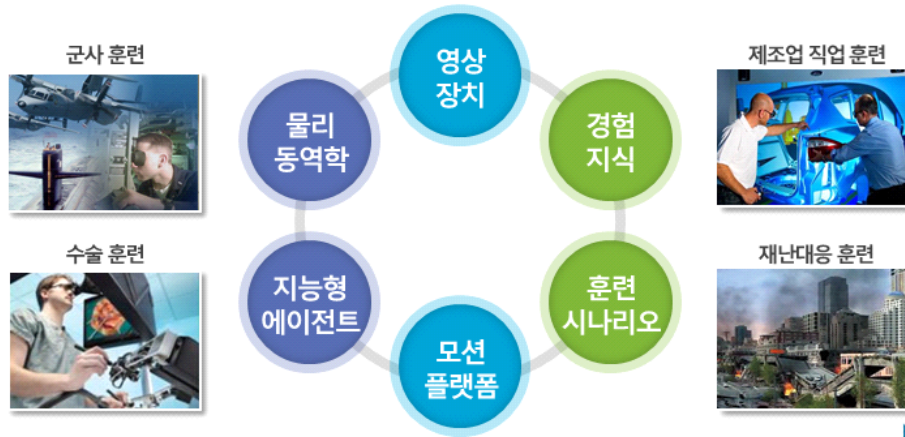 군사 훈련
영상
장치
제조업 직업 훈련
물리
동역학
경험
지식
수술 훈련
재난대응 훈련
지능형
에이전트
훈련
시나리오
모션
플랫폼